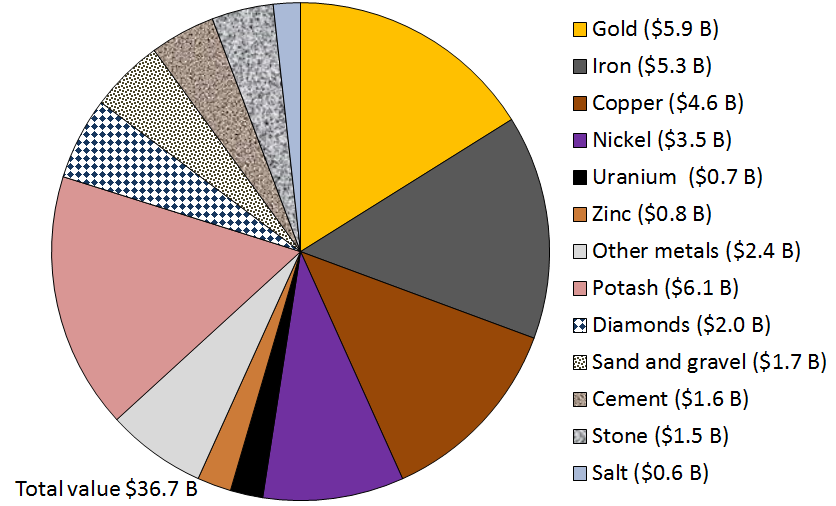 Gold ($5.9 B)
Iron ($5.3 B)
Copper ($4.6 B)
Nickel ($3.5 B)
Uranium  ($0.7 B)
Zinc ($0.8 B)
Other metals ($2.4 B)
Potash ($6.1 B)
Diamonds ($2.0 B)
Sand and gravel ($1.7 B)
Cement ($1.6 B)
Stone ($1.5 B)
Salt ($0.6 B)
Total value $36.7 B